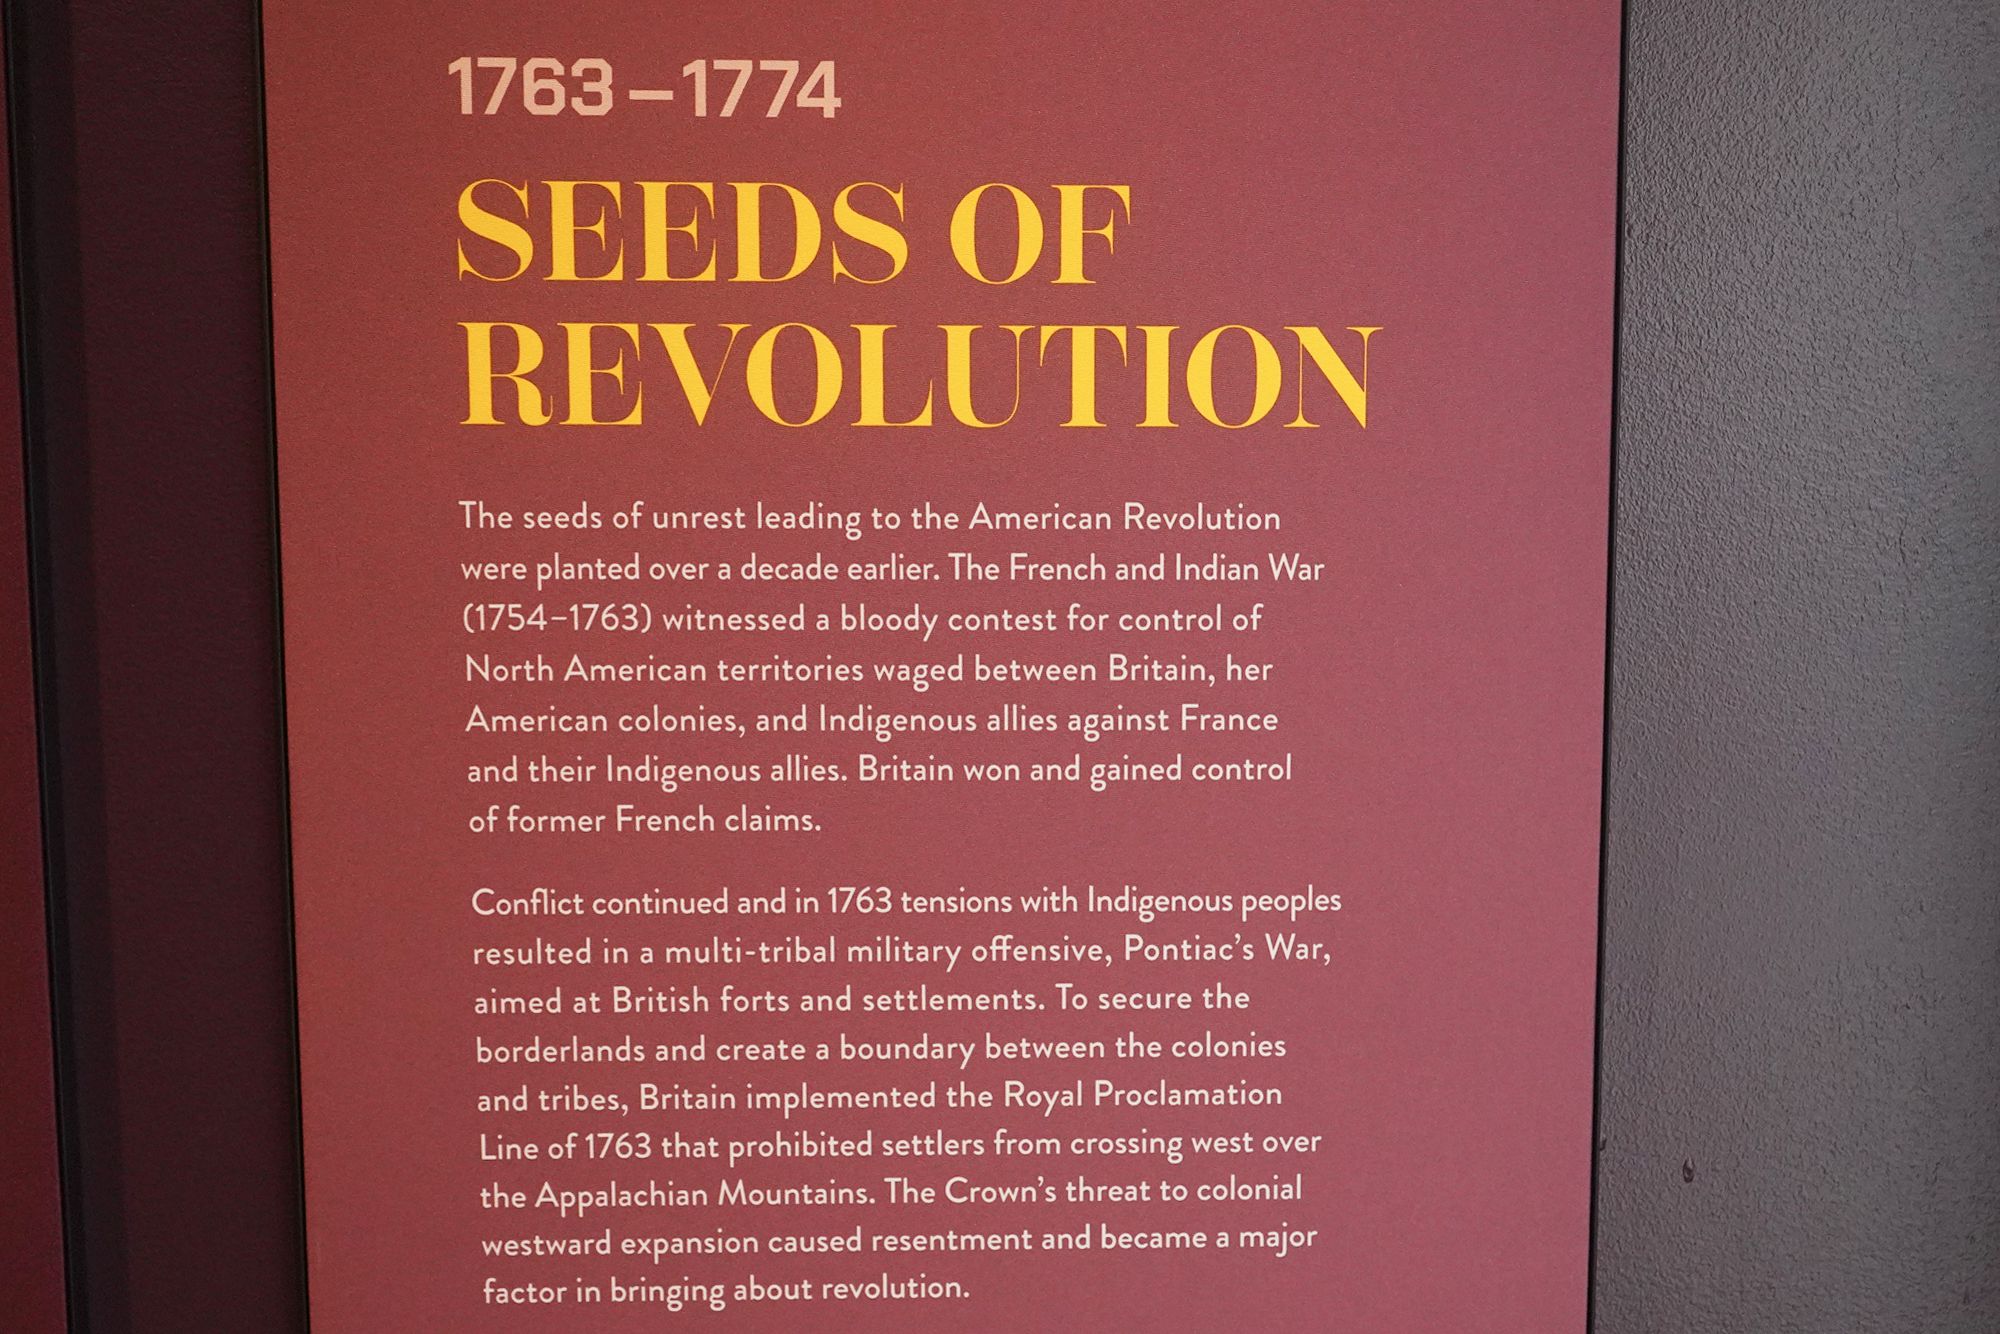 1763–1774
SEEDS OF
REVOLUTION
The seeds of unrest leading to the American Revolution
were planted over a decade earlier. The French and Indian War
(1754–1763) witnessed a bloody contest for control of
North American territories waged between Britain, her
American colonies, and Indigenous allies against France
and their Indigenous allies. Britain won and gained control
of former French claims.
Conflict continued and in 1763 tensions with Indigenous peoples
resulted in a multi-tribal military offensive, Pontiac’s War,
aimed at British forts and settlements. To secure the
borderlands and create a boundary between the colonies
and tribes, Britain implemented the Royal Proclamation
Line of 1763 that prohibited settlers from crossing west over
the Appalachian Mountains. The Crown’s threat to colonial
westward expansion caused resentment and became a major
factor in bringing about revolution.